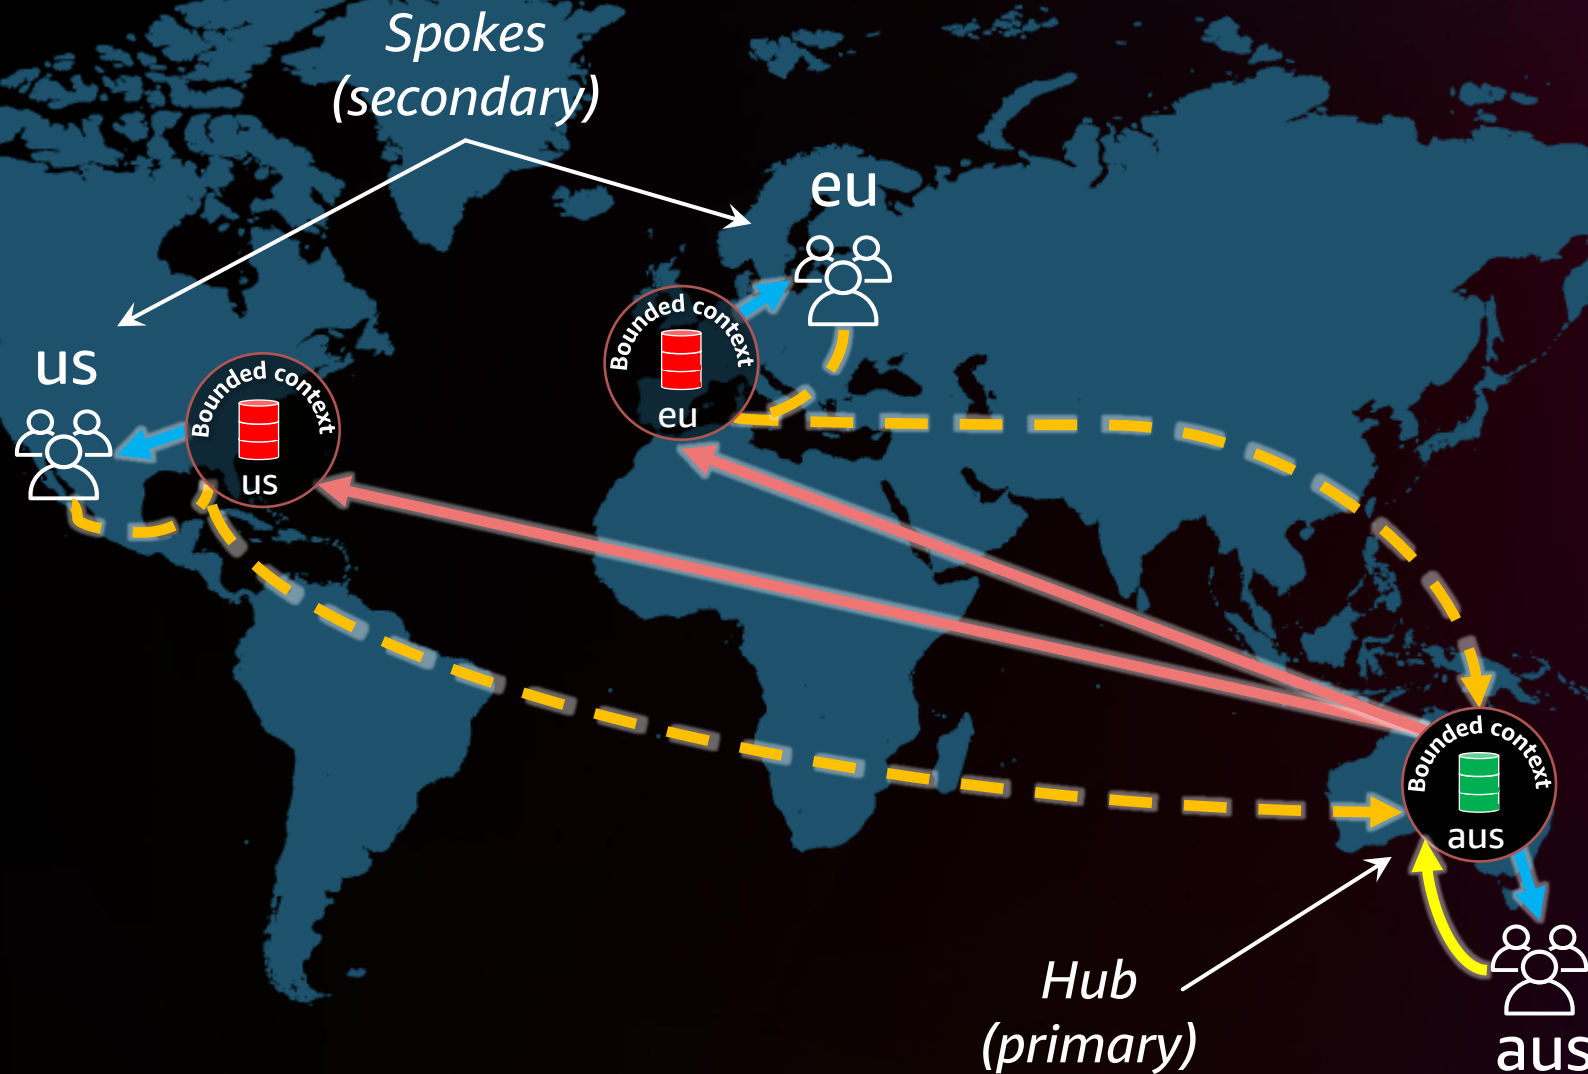 Spokes
(secondary)
eu
Bounded context
eu
us
Bounded context
us
Bounded context
aus
Hub
(primary)
aus